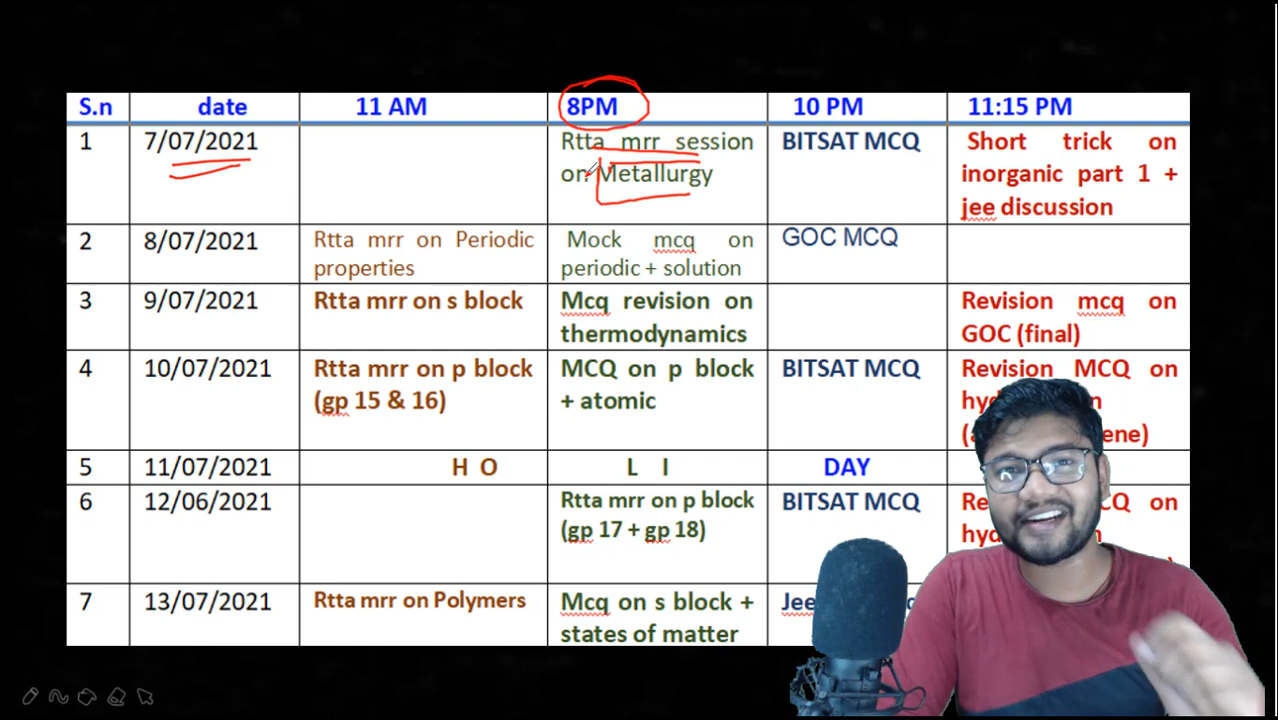 S.n date 11 AM 8PM 10 PM 11:15 PM
1 7/07/2021 Rtta mrr session BITSAT MCQ Short trick on
on Metallurgy inorganic part 1 +
jee discussion
2 8/07/2021 Rtta mrr on Periodic Mock mcq on GOC MCQ
properties periodic + solution
3 9/07/2021 Rtta mrr on s block Mcq revision on Revision mcq on
thermodynamics GOC (final)
4 10/07/2021 Rtta mrr on p block MCQ on p block BITSAT MCQ Revision MCQ on
(gp 15 & 16) + atomic
5 11/07/2021 H O L I DAY
6 12/06/2021 Rtta mrr on p block BITSAT MCQ on
(gp 17 + gp 18)
7 13/07/2021 Rtta mrr on Polymers Mcq on s block +
states of matter